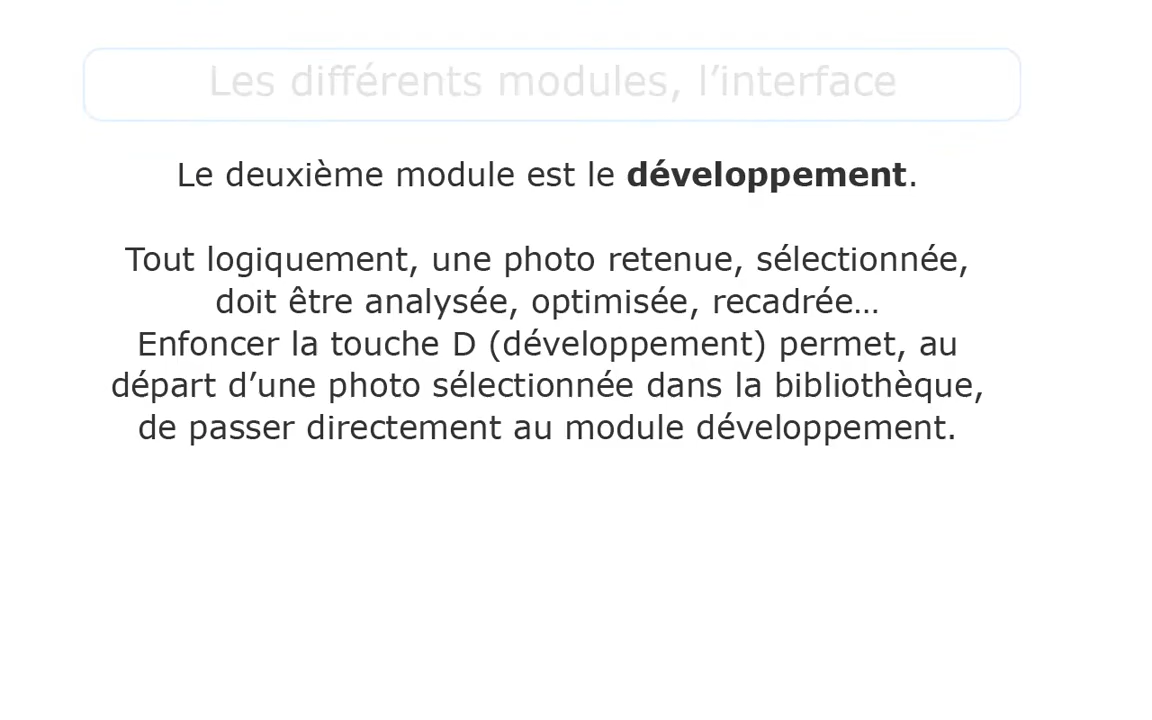 Les différents modules, l’interface
Le deuxième module est le développement.
Tout logiquement, une photo retenue, sélectionnée,
doit être analysée, optimisée, recadrée…
Enfoncer la touche D (développement) permet, au
départ d’une photo sélectionnée dans la bibliothèque,
de passer directement au module développement.